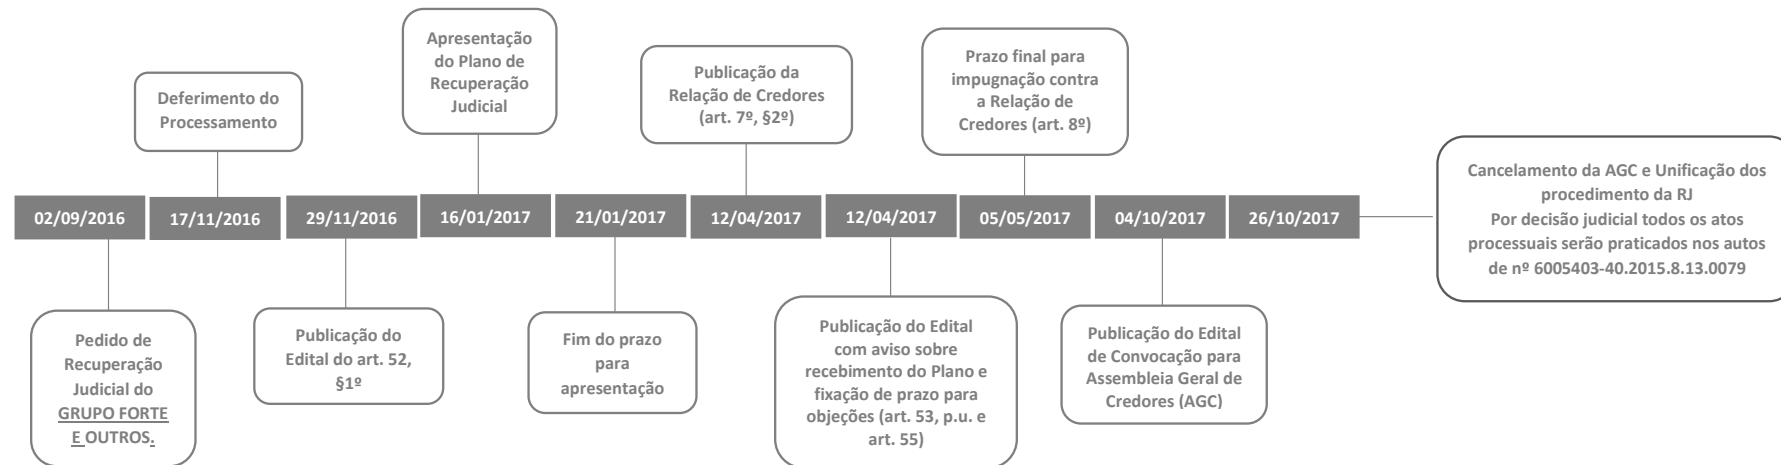 Apresentação
do Plano de
Recuperação
Judicial
Prazo final para
impugnação contra
a Relação de
Credores (art. 8º)
Publicação da
Relação de Credores
(art. 7º, §2º)
Deferimento do
Processamento
Cancelamento da AGC e Unificação dos
procedimento da RJ
Por decisão judicial todos os atos
processuais serão praticados nos autos
de nº 6005403-40.2015.8.13.0079
02/09/2016 17/11/2016 29/11/2016 16/01/2017 21/01/2017 12/04/2017 12/04/2017 05/05/2017 04/10/2017 26/10/2017
Pedido de
Recuperação
Judicial do
GRUPO FORTE
E OUTROS.
Publicação do
Edital do art. 52,
§1º
Fim do prazo
para
apresentação
Publicação do Edital
com aviso sobre
recebimento do Plano e
fixação de prazo para
objeções (art. 53, p.u. e
art. 55)
Publicação do Edital
de Convocação para
Assembleia Geral de
Credores (AGC)